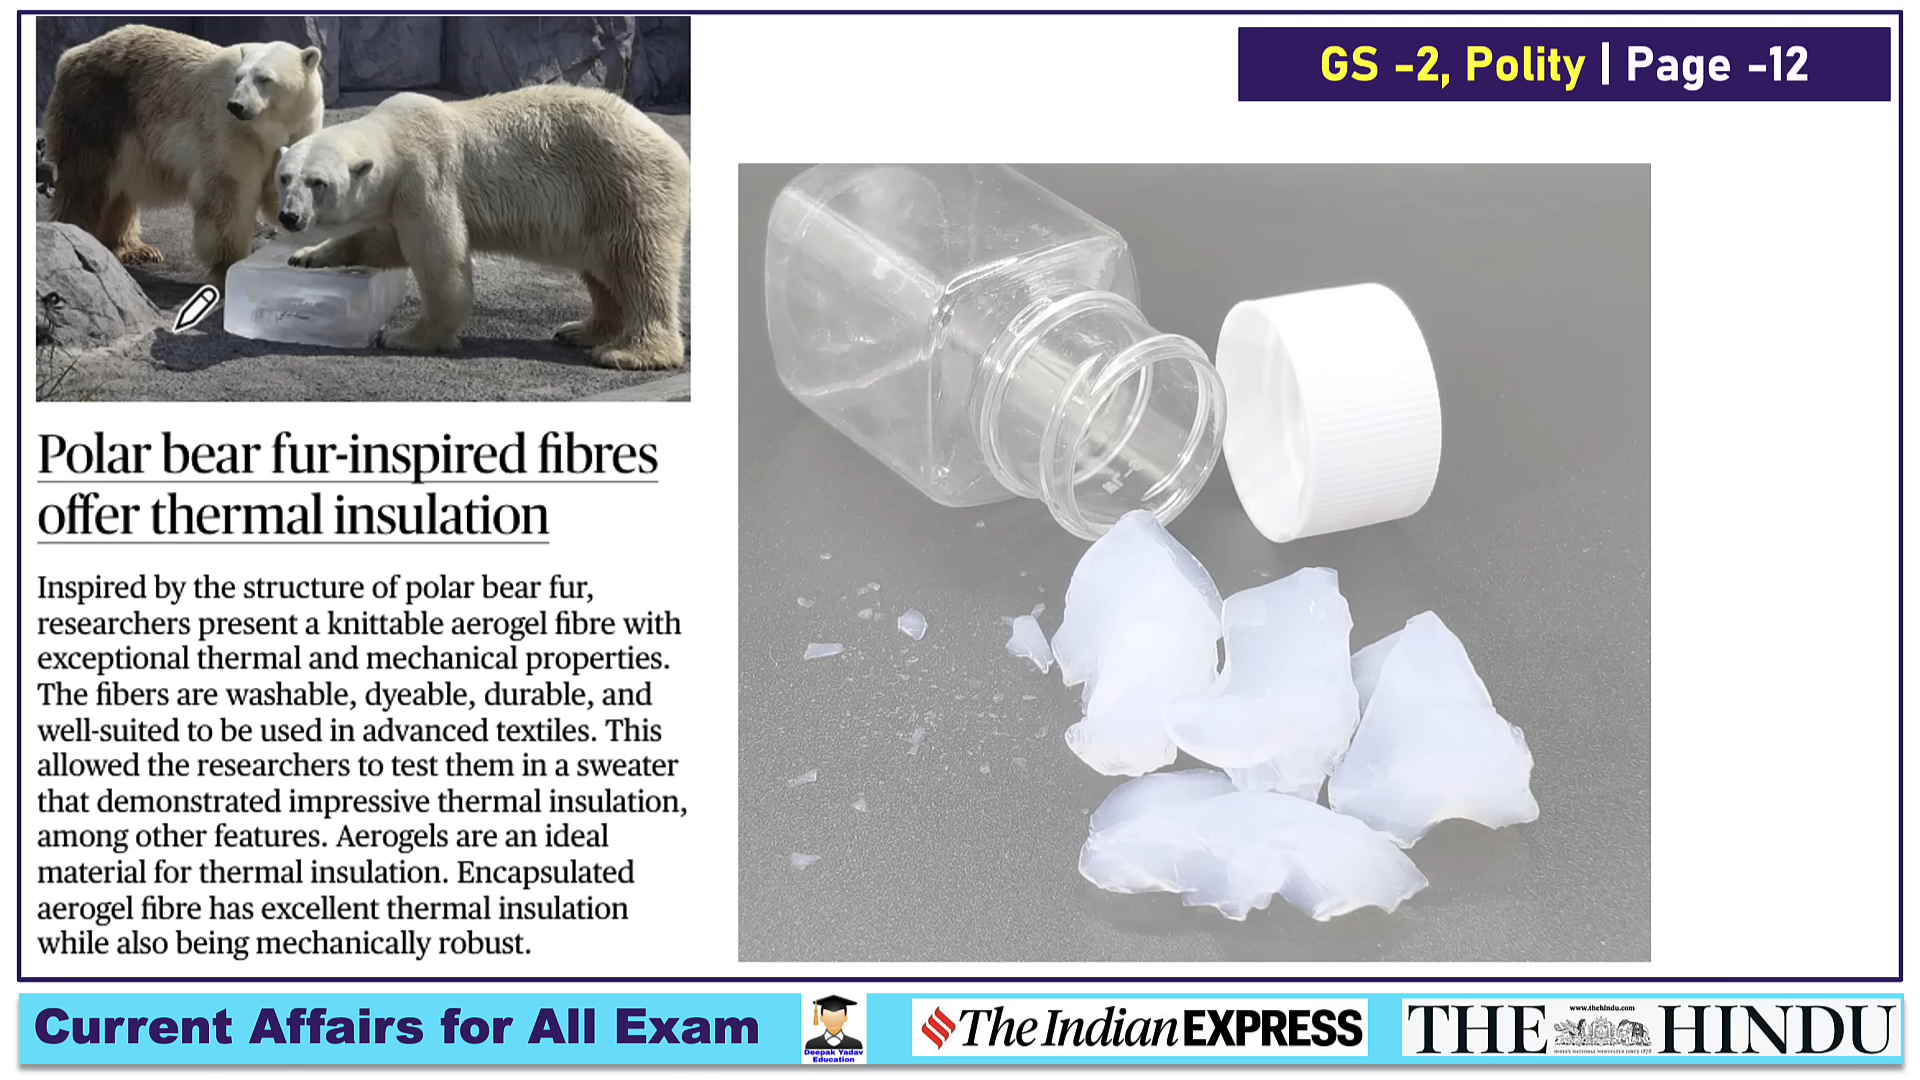 GS -2, Polity | Page -12
Polar bear fur-inspired fibres
offer thermal insulation
Inspired by the structure of polar bear fur,
researchers present a knittable aerogel fibre with
exceptional thermal and mechanical properties.
The fibers are washable, dyeable, durable, and
well-suited to be used in advanced textiles. This
allowed the researchers to test them in a sweater
that demonstrated impressive thermal insulation,
among other features. Aerogels are an ideal
material for thermal insulation. Encapsulated
aerogel fibre has excellent thermal insulation
while also being mechanically robust.
Current Affairs for All Exam
Deepak Yadav
Education
The Indian EXPRESS
www.thehindu.com
THE HINDU
INDIA'S NATIONAL NEWSPAPER SINCE 1878